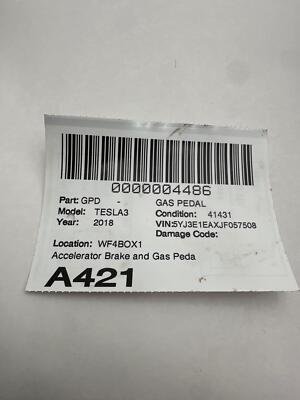 0000004486
Part: GPD - GAS PEDAL
Model: TESLA3 Condition: 41431
Year: 2018 VIN:5YJ3E1EAXJF057508
Damage Code:
Location: WF4BOX1
Accelerator Brake and Gas Peda
A421